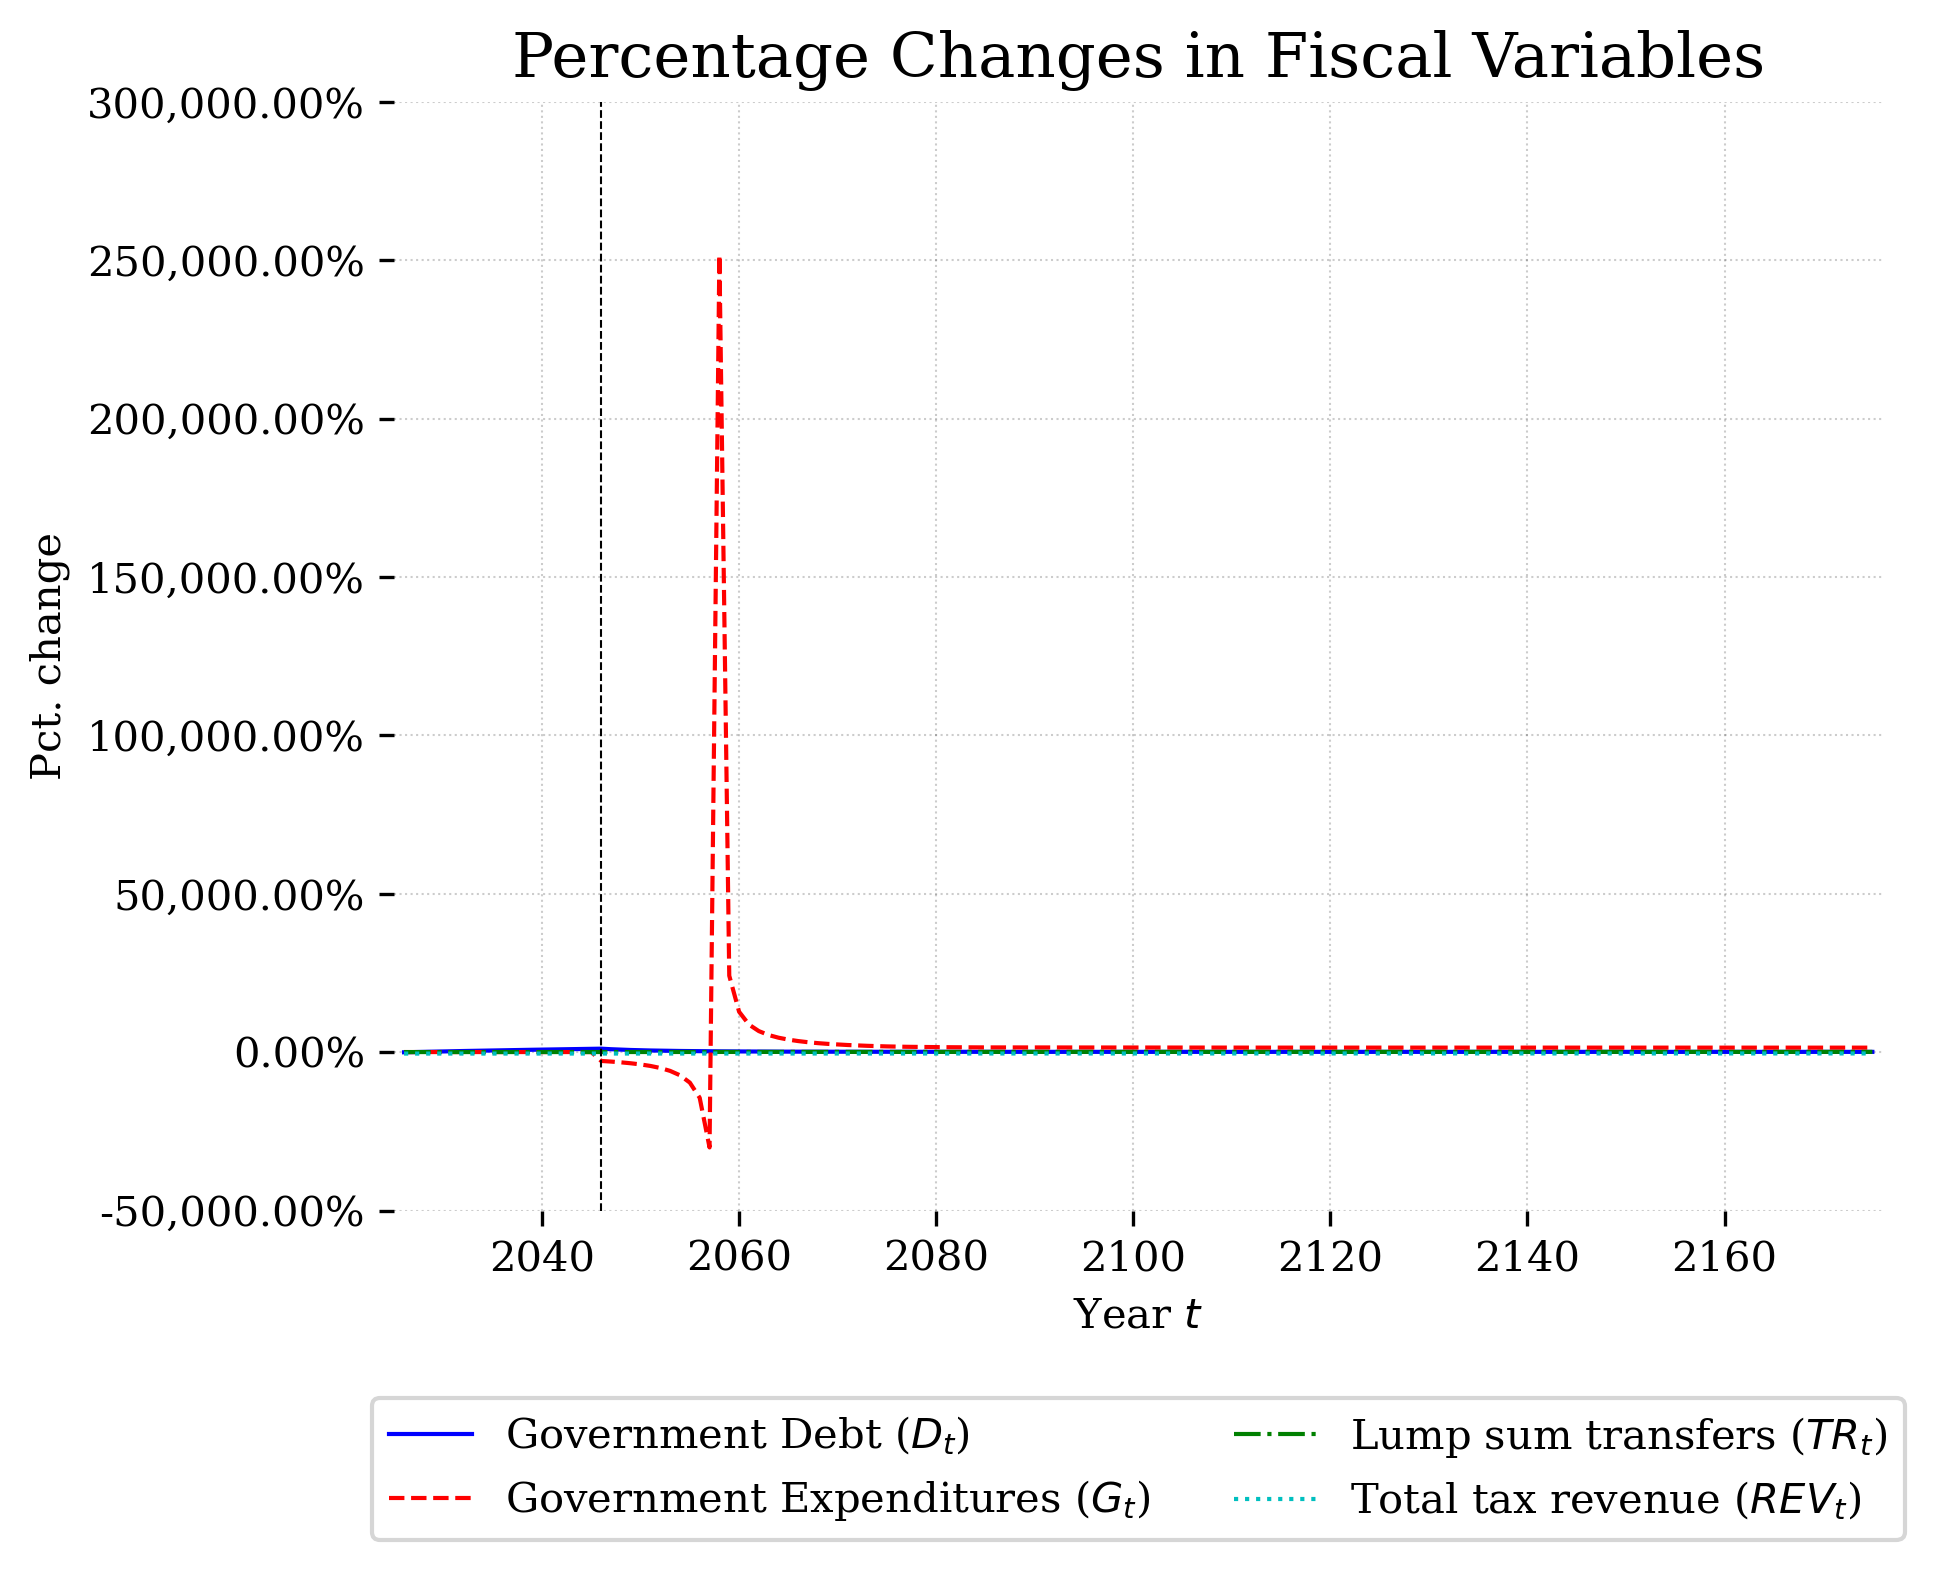 Percentage Changes in Fiscal Variables
300,000.00%
250,000.00%
200,000.00%
150,000.00%
100,000.00%
50,000.00%
0.00%
-50,000.00%
Pct. change
2040 2060 2080 2100 2120 2140 2160
Year t
Government Debt (D_t)
Government Expenditures (G_t)
Lump sum transfers (TR_t)
Total tax revenue (REV_t)